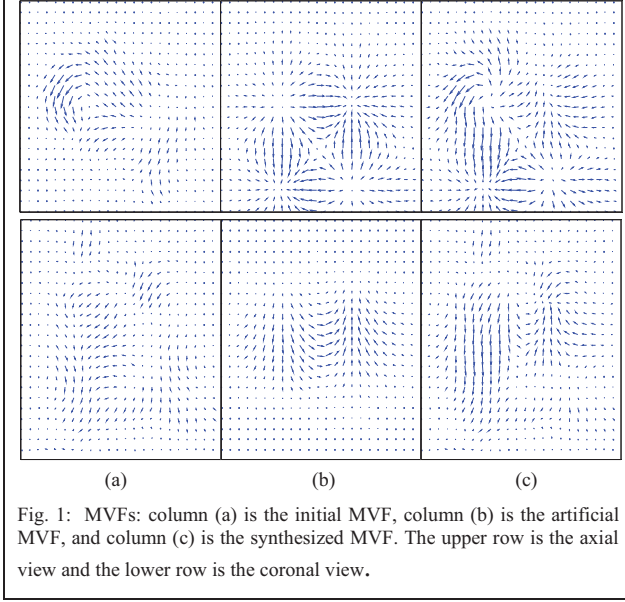 (a) (b) (c)
Fig. 1: MVFs: column (a) is the initial MVF, column (b) is the artificial
MVF, and column (c) is the synthesized MVF. The upper row is the axial
view and the lower row is the coronal view.